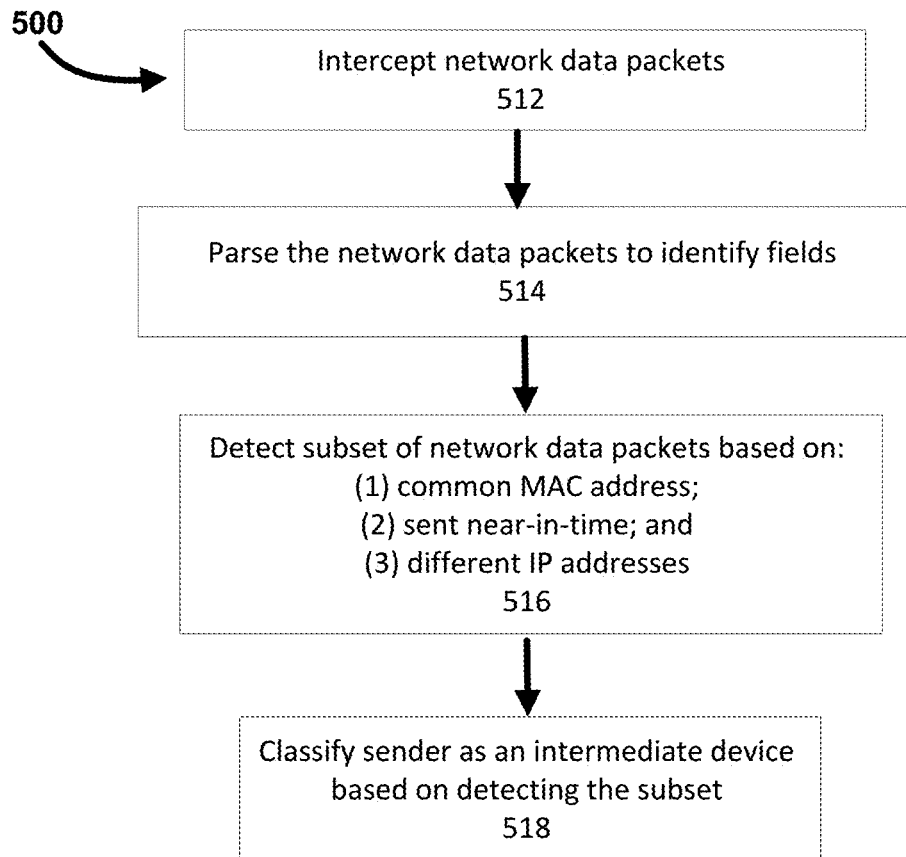 500
Intercept network data packets
512
Parse the network data packets to identify fields
514
Detect subset of network data packets based on:
(1) common MAC address;
(2) sent near-in-time; and
(3) different IP addresses
516
Classify sender as an intermediate device
based on detecting the subset
518